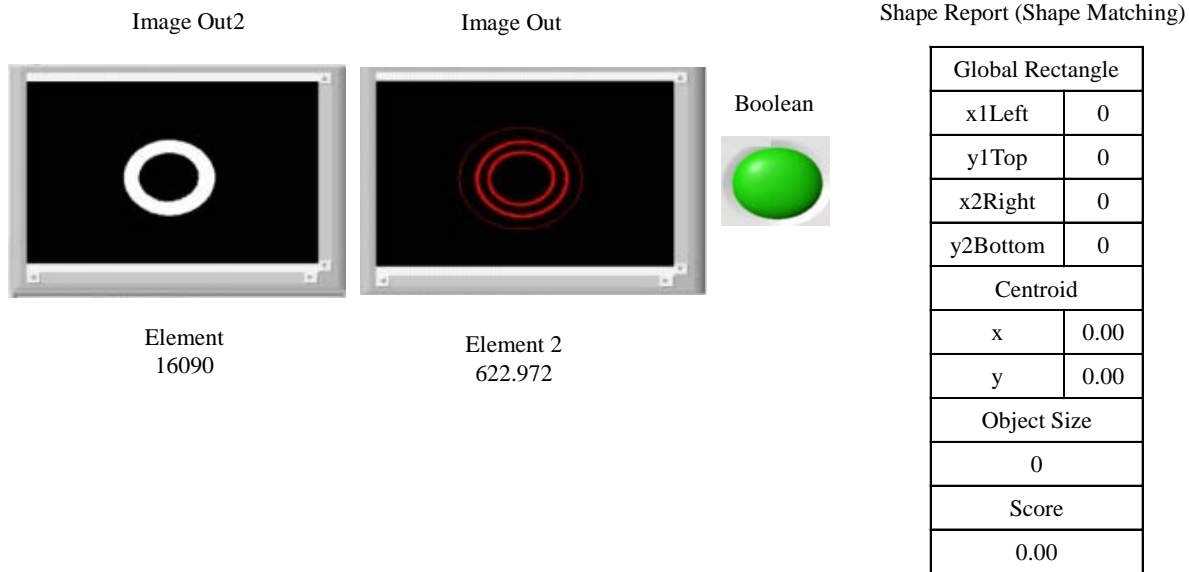 Image Out2
Image Out
Boolean
Element
16090
Element 2
622.972
Shape Report (Shape Matching)
Global Rectangle
x1Left 0
y1Top 0
x2Right 0
y2Bottom 0
Centroid
x 0.00
y 0.00
Object Size
0
Score
0.00